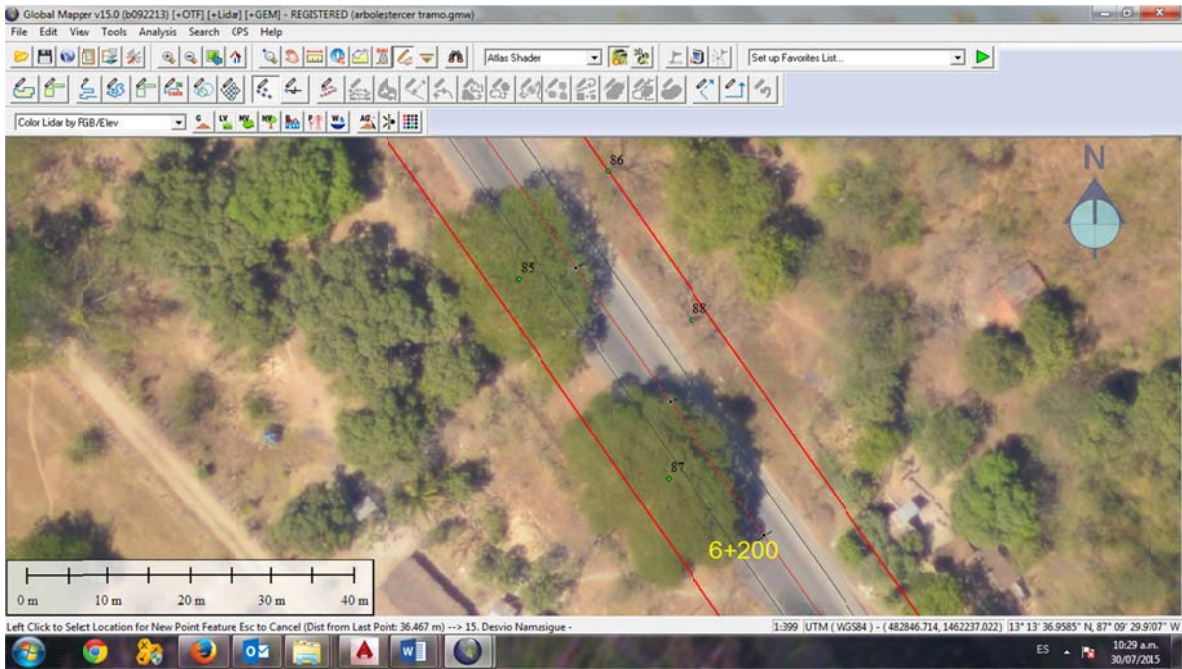 Global Mapper v15.0 (b092213) [+OTF] [+Lidar] [+GEM] - REGISTERED (arbolestercer tramo.gmw)
File Edit View Tools Analysis Search GPS Help
Atlas Shader
Set up Favorites List...
Color Lidar by RGB/Elev
N
86
85
88
87
6+200
0 m 10 m 20 m 30 m 40 m
Left Click to Select Location for New Point Feature Esc to Cancel (Dist from Last Point: 36.467 m) --> 15. Desvio Namasigue -
1:399 UTM ( WGS84 ) - ( 482846.714, 1462237.022) 13° 13' 36.9585" N, 87° 09' 29.9707" W
ES
10:29 a.m.
30/07/2015